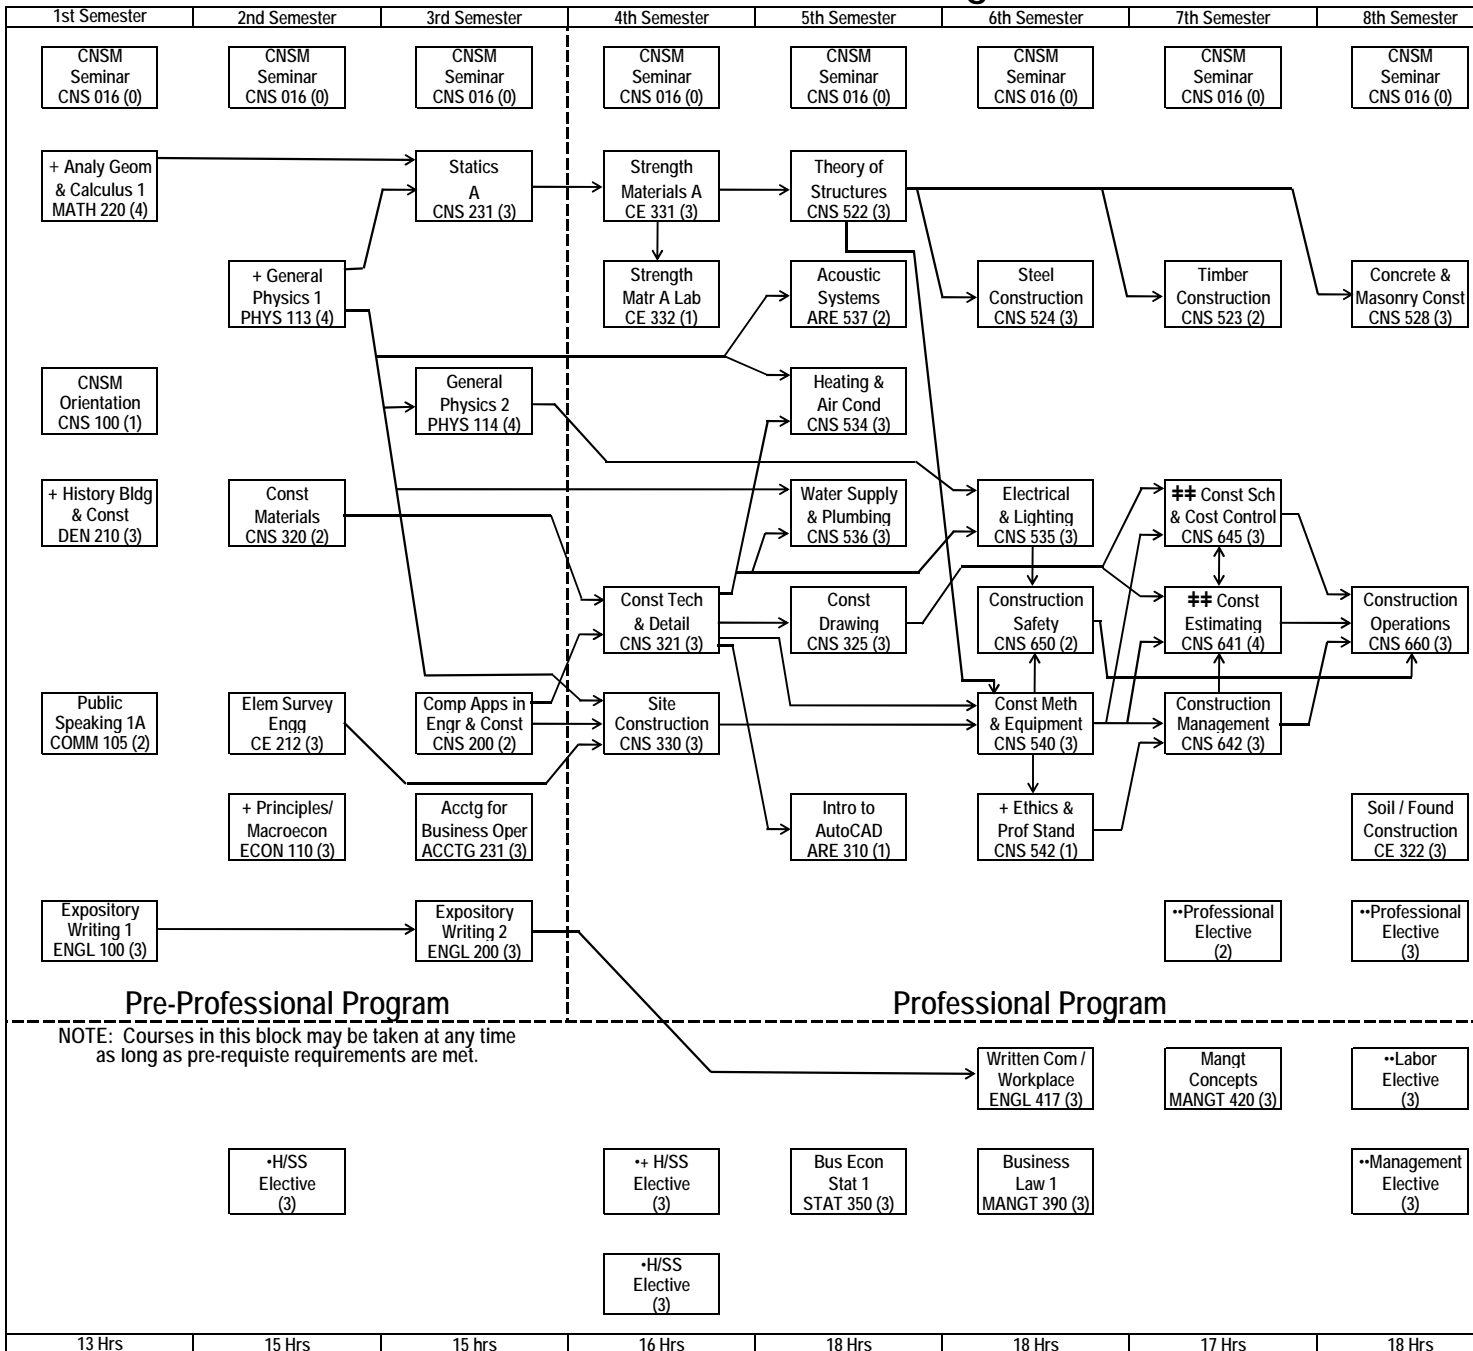 1st Semester
2nd Semester
3rd Semester
4th Semester
5th Semester
6th Semester
7th Semester
8th Semester
CNSM
Seminar
CNS 016 (0)
CNSM
Seminar
CNS 016 (0)
CNSM
Seminar
CNS 016 (0)
CNSM
Seminar
CNS 016 (0)
CNSM
Seminar
CNS 016 (0)
CNSM
Seminar
CNS 016 (0)
CNSM
Seminar
CNS 016 (0)
CNSM
Seminar
CNS 016 (0)
+ Analy Geom
& Calculus 1
MATH 220 (4)
Statics
A
CNS 231 (3)
Strength
Materials A
CE 331 (3)
Theory of
Structures
CNS 522 (3)
+ General
Physics 1
PHYS 113 (4)
Strength
Matr A Lab
CE 332 (1)
Acoustic
Systems
ARE 537 (2)
Steel
Construction
CNS 524 (3)
Timber
Construction
CNS 523 (2)
Concrete &
Masonry Const
CNS 528 (3)
CNSM
Orientation
CNS 100 (1)
General
Physics 2
PHYS 114 (4)
Heating &
Air Cond
CNS 534 (3)
+ History Bldg
& Const
DEN 210 (3)
Const
Materials
CNS 320 (2)
Water Supply
& Plumbing
CNS 536 (3)
Electrical
& Lighting
CNS 535 (3)
ǂǂ Const Sch
& Cost Control
CNS 645 (3)
Const Tech
& Detail
CNS 321 (3)
Const
Drawing
CNS 325 (3)
Construction
Safety
CNS 650 (2)
ǂǂ Const
Estimating
CNS 641 (4)
Construction
Operations
CNS 660 (3)
Public
Speaking 1A
COMM 105 (2)
Elem Survey
Engg
CE 212 (3)
Comp Apps in
Engr & Const
CNS 200 (2)
Site
Construction
CNS 330 (3)
Const Meth
& Equipment
CNS 540 (3)
Construction
Management
CNS 642 (3)
+ Principles/
Macroecon
ECON 110 (3)
Acctg for
Business Oper
ACCTG 231 (3)
Intro to
AutoCAD
ARE 310 (1)
+ Ethics &
Prof Stand
CNS 542 (1)
Soil / Found
Construction
CE 322 (3)
Expository
Writing 1
ENGL 100 (3)
Expository
Writing 2
ENGL 200 (3)
••Professional
Elective
(2)
••Professional
Elective
(3)
Pre-Professional Program
Professional Program
NOTE: Courses in this block may be taken at any time
as long as pre-requiste requirements are met.
Written Com /
Workplace
ENGL 417 (3)
Mangt
Concepts
MANGT 420 (3)
••Labor
Elective
(3)
•H/SS
Elective
(3)
•+ H/SS
Elective
(3)
Bus Econ
Stat 1
STAT 350 (3)
Business
Law 1
MANGT 390 (3)
••Management
Elective
(3)
•H/SS
Elective
(3)
13 Hrs
15 Hrs
15 hrs
16 Hrs
18 Hrs
18 Hrs
17 Hrs
18 Hrs